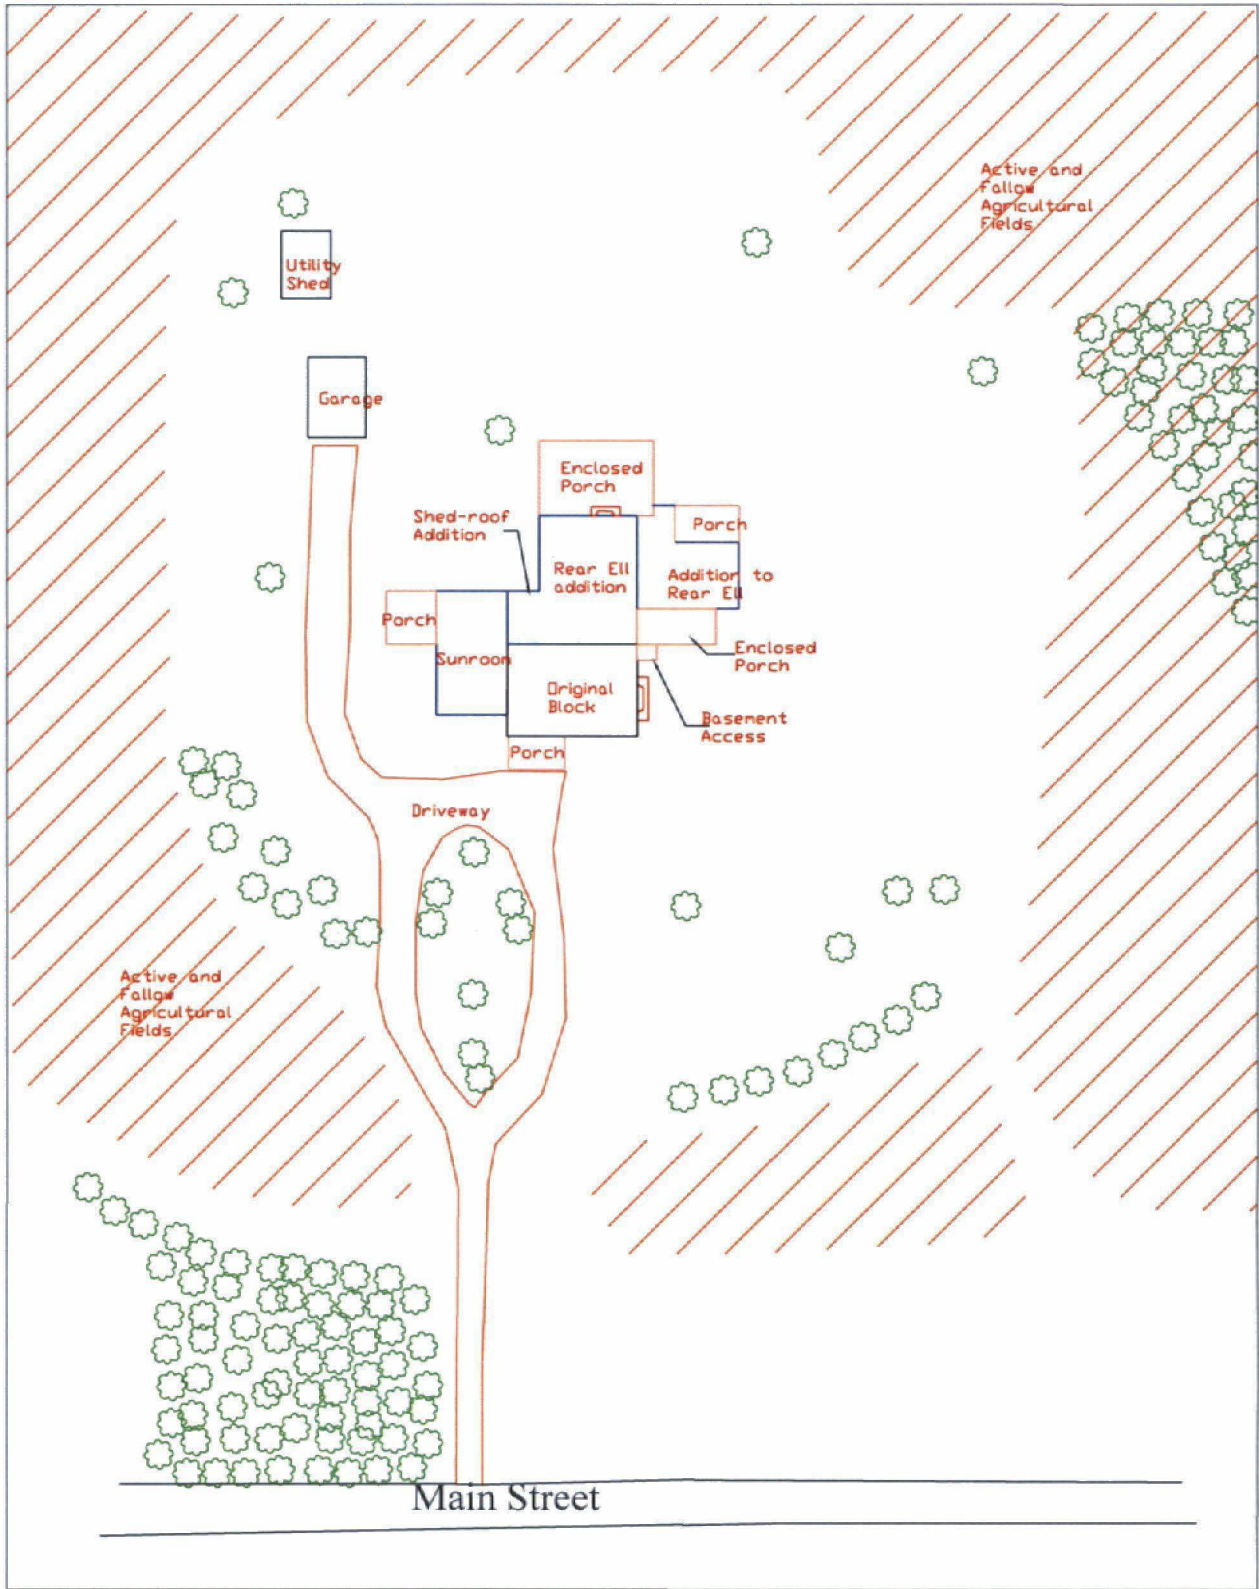 Active and
Fallow
Agricultural
Fields
Utility
Shed
Garage
Enclosed
Porch
Shed-roof
Addition
Porch
Rear Ell
addition
Addition to
Rear Ell
Porch
Sunroom
Enclosed
Porch
Original
Block
Basement
Access
Porch
Driveway
Active and
Fallow
Agricultural
Fields
Main Street